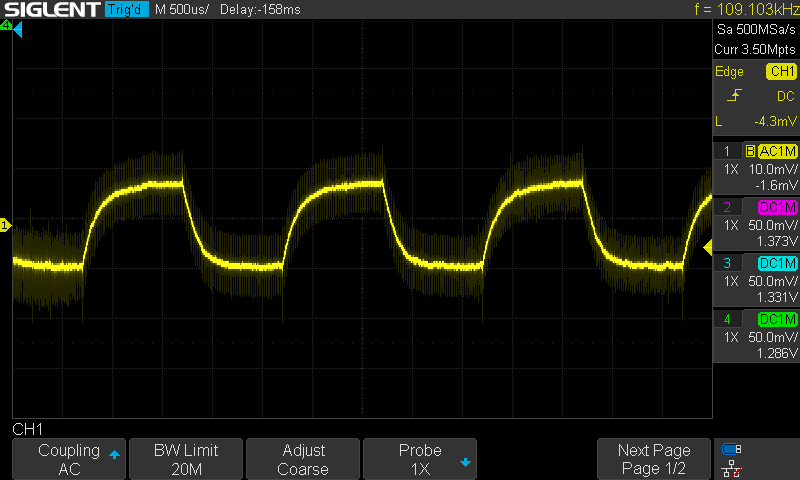 SIGLENT Trig'd M 500us/ Delay:-158ms f = 109.103kHz
Sa 500MSa/s
Curr 3.50Mpts
Edge CH1
DC
L -4.3mV
1 B AC1M
1X 10.0mV/
-1.6mV
2 DC1M
1X 50.0mV/
1.373V
3 DC1M
1X 50.0mV/
1.331V
4 DC1M
1X 50.0mV/
1.286V
4
1
CH1
Coupling
AC
BW Limit
20M
Adjust
Coarse
Probe
1X
Next Page
Page 1/2